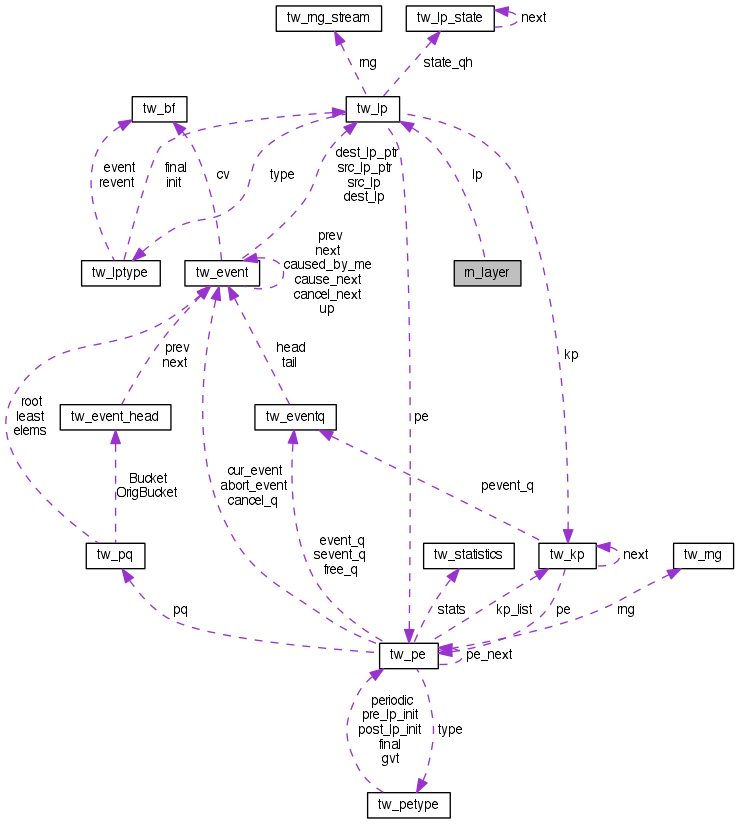 tw_rng_stream
tw_lp_state
next
rng
state_qh
tw_bf
tw_lp
event
revent
final
init
cv
type
dest_lp_ptr
src_lp_ptr
src_lp
dest_lp
lp
tw_lptype
tw_event
prev
next
caused_by_me
cause_next
cancel_next
up
rn_layer
kp
root
least
elems
prev
next
head
tail
tw_event_head
tw_eventq
pe
Bucket
OrigBucket
cur_event
abort_event
cancel_q
pevent_q
event_q
sevent_q
free_q
tw_pq
tw_statistics
tw_kp
next
tw_rng
pq
stats
kp_list
pe
rng
tw_pe
pe_next
periodic
pre_lp_init
post_lp_init
final
gvt
type
tw_petype